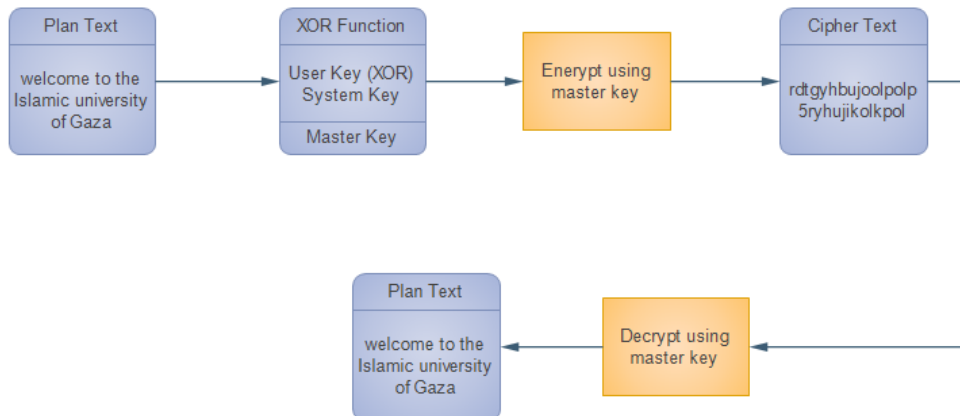 Plan Text
welcome to the
Islamic university
of Gaza
XOR Function
User Key (XOR)
System Key
Master Key
Enerypt using
master key
Cipher Text
rdtgyhbujoolpolp
5ryhujikolkpol
Plan Text
welcome to the
Islamic university
of Gaza
Decrypt using
master key